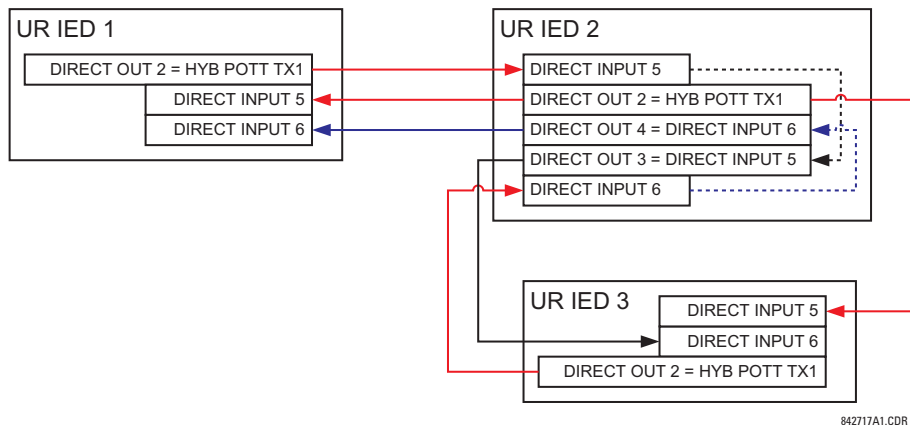 UR IED 1
DIRECT OUT 2 = HYB POTT TX1
DIRECT INPUT 5
DIRECT INPUT 6
UR IED 2
DIRECT INPUT 5
DIRECT OUT 2 = HYB POTT TX1
DIRECT OUT 4 = DIRECT INPUT 6
DIRECT OUT 3 = DIRECT INPUT 5
DIRECT INPUT 6
UR IED 3
DIRECT INPUT 5
DIRECT INPUT 6
DIRECT OUT 2 = HYB POTT TX1
842717A1.CDR